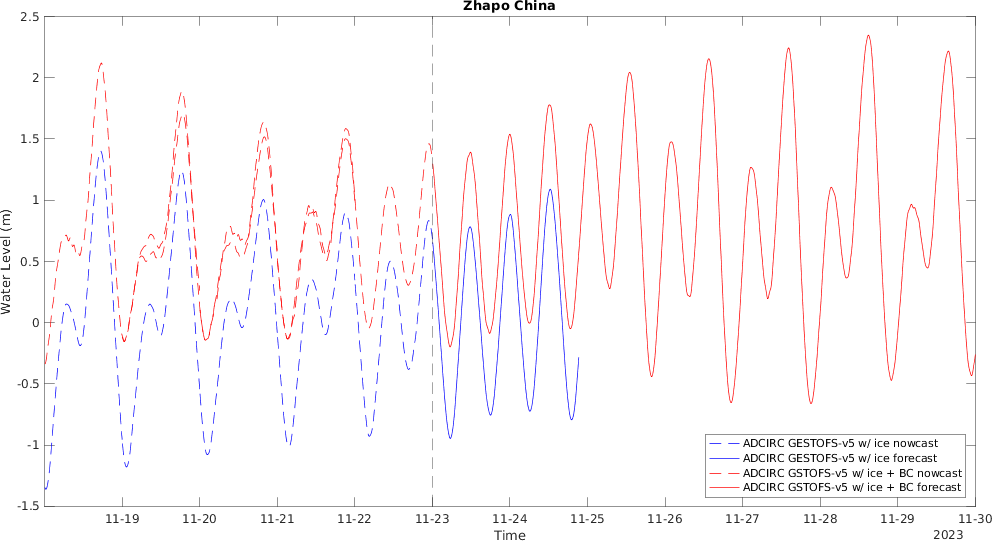 Zhapo China
Water Level (m)
2.5
2
1.5
1
0.5
0
-0.5
-1
-1.5
ADCIRC GESTOFS-v5 w/ ice nowcast
ADCIRC GESTOFS-v5 w/ ice forecast
ADCIRC GSTOFS-v5 w/ ice + BC nowcast
ADCIRC GSTOFS-v5 w/ ice + BC forecast
11-19 11-20 11-21 11-22 11-23 11-24 11-25 11-26 11-27 11-28 11-29 11-30
Time
2023